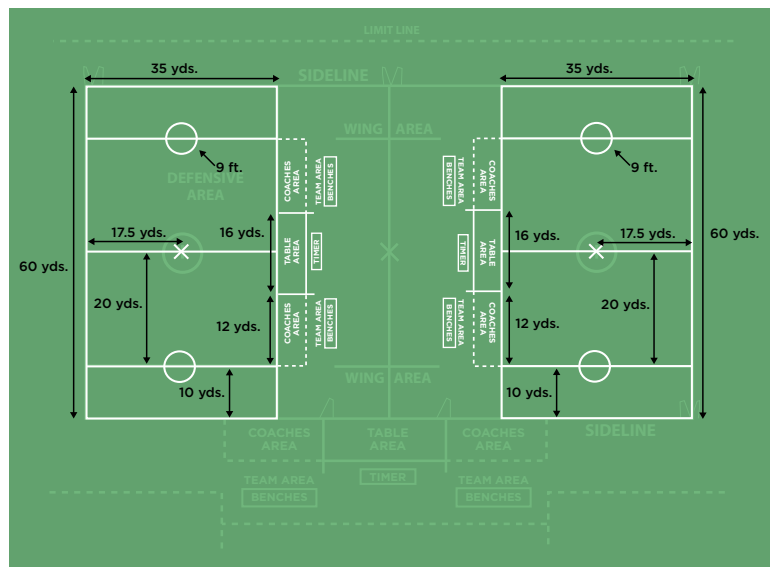 LIMIT LINE
35 yds.
SIDELINE
35 yds.
WING AREA
9 ft.
9 ft.
DEFENSIVE
AREA
COACHES
AREA
TEAM AREA
BENCHES
BENCHES
TEAM AREA
COACHES
AREA
17.5 yds.
16 yds.
16 yds.
17.5 yds.
60 yds.
TABLE
AREA
TIMER
TIMER
TABLE
AREA
60 yds.
20 yds.
12 yds.
COACHES
AREA
TEAM AREA
BENCHES
BENCHES
TEAM AREA
COACHES
AREA
12 yds.
20 yds.
10 yds.
WING AREA
10 yds.
COACHES
AREA
TABLE
AREA
COACHES
AREA
SIDELINE
TEAM AREA
BENCHES
TIMER
TEAM AREA
BENCHES